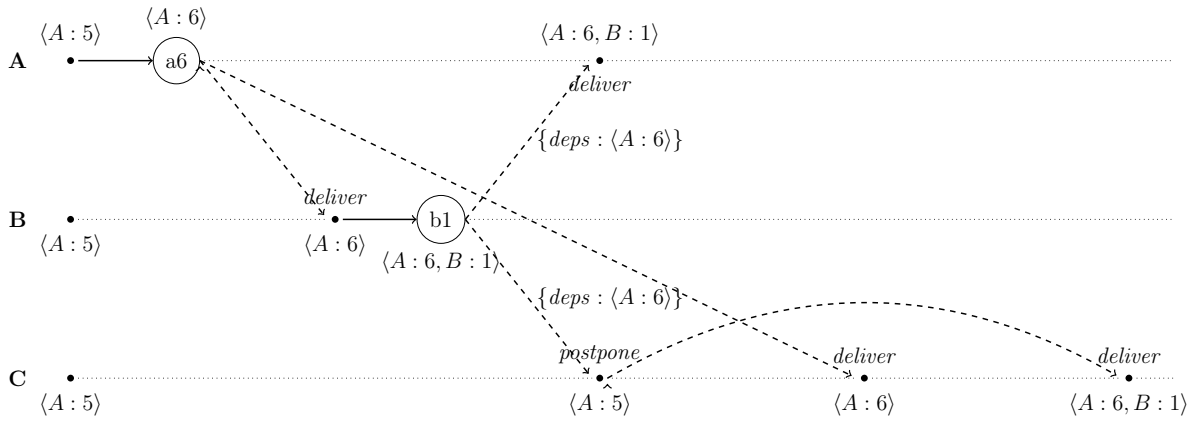 ⟨A : 6⟩
⟨A : 5⟩ ⟨A : 6, B : 1⟩
A a6
deliver
{deps : ⟨A : 6⟩}
deliver
B b1
⟨A : 5⟩ ⟨A : 6⟩ ⟨A : 6, B : 1⟩
{deps : ⟨A : 6⟩}
postpone deliver deliver
C
⟨A : 5⟩ ⟨A : 5⟩ ⟨A : 6⟩ ⟨A : 6, B : 1⟩